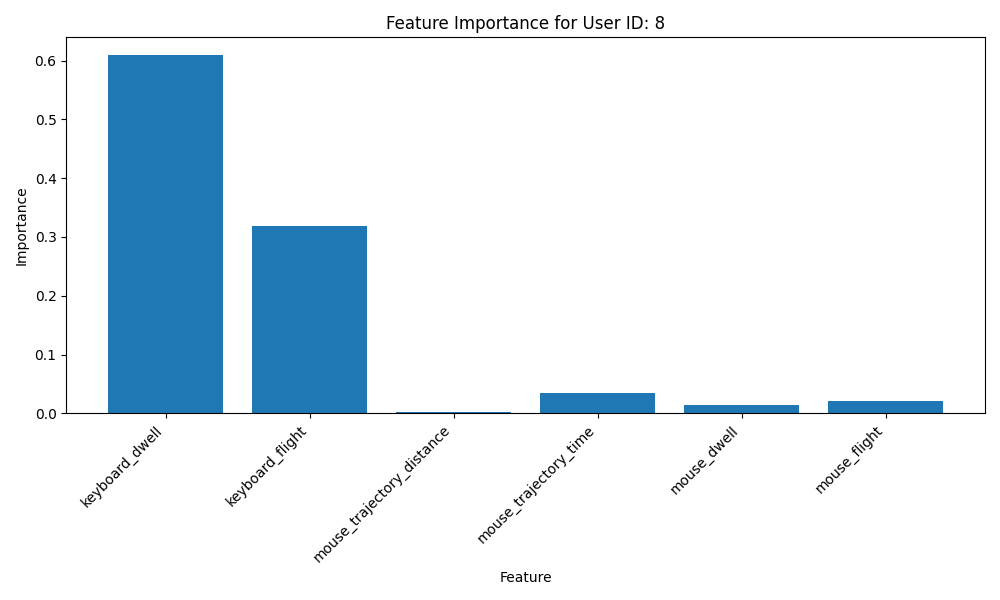 Feature Importance for User ID: 8
Importance
0.6
0.5
0.4
0.3
0.2
0.1
0.0
keyboard_dwell
keyboard_flight
mouse_trajectory_distance
mouse_trajectory_time
mouse_dwell
mouse_flight
Feature